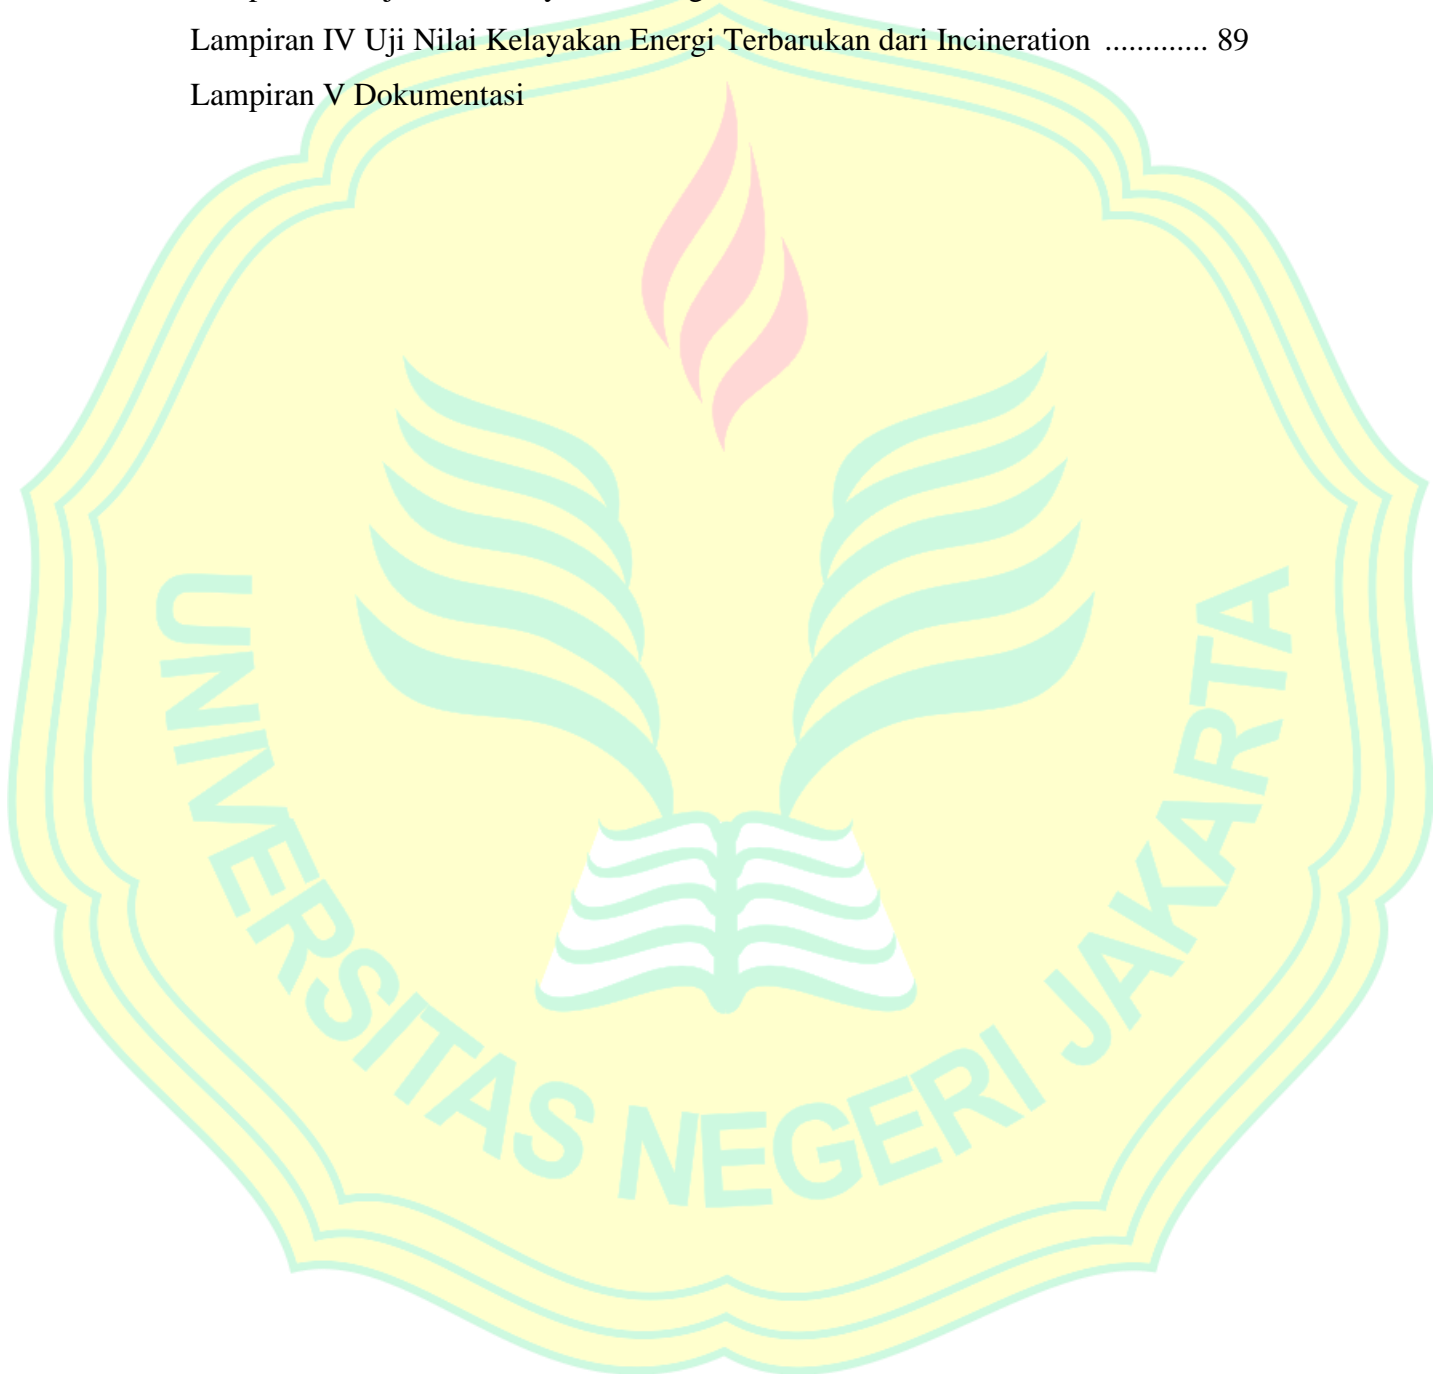 Lampiran IV Uji Nilai Kelayakan Energi Terbarukan dari Incineration ............. 89
Lampiran V Dokumentasi
UNIVERSITAS NEGERI JAKARTA